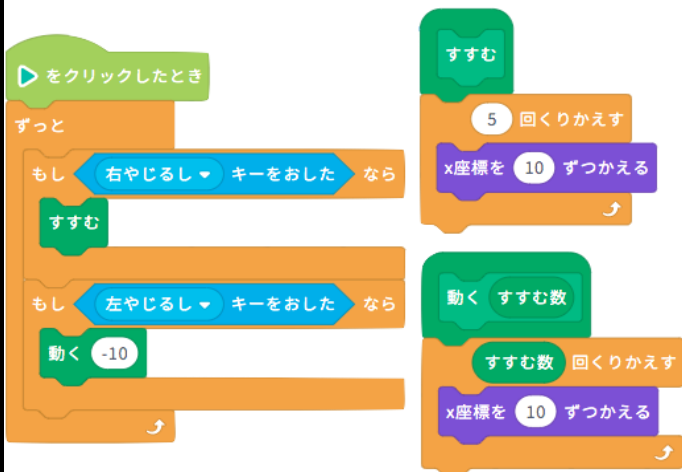 をクリックしたとき
ずっと
もし 右やじるし キーをおした なら
すすむ
もし 左やじるし キーをおした なら
動く -10
すすむ
5 回くりかえす
x座標を 10 ずつかえる
動く すすむ数
すすむ数 回くりかえす
x座標を 10 ずつかえる